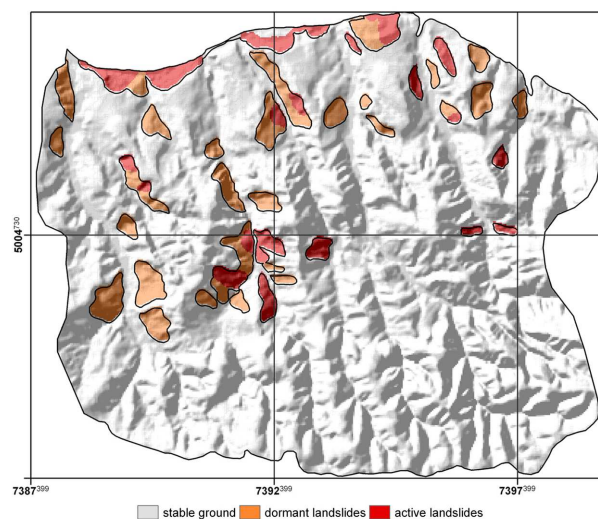 5004730
7387399
7392399
7397399
stable ground
dormant landslides
active landslides